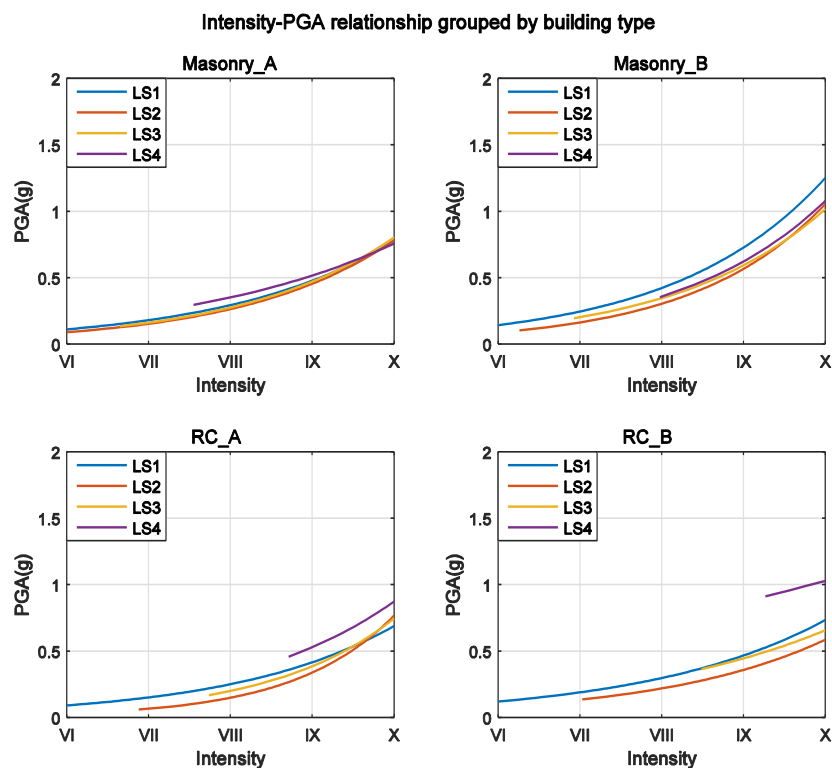 Intensity-PGA relationship grouped by building type
Masonry_A
LS1
LS2
LS3
LS4
2
1.5
1
0.5
0
PGA(g)
VI VII VIII IX X
Intensity
Masonry_B
LS1
LS2
LS3
LS4
2
1.5
1
0.5
0
PGA(g)
VI VII VIII IX X
Intensity
RC_A
LS1
LS2
LS3
LS4
2
1.5
1
0.5
0
PGA(g)
VI VII VIII IX X
Intensity
RC_B
LS1
LS2
LS3
LS4
2
1.5
1
0.5
0
PGA(g)
VI VII VIII IX X
Intensity